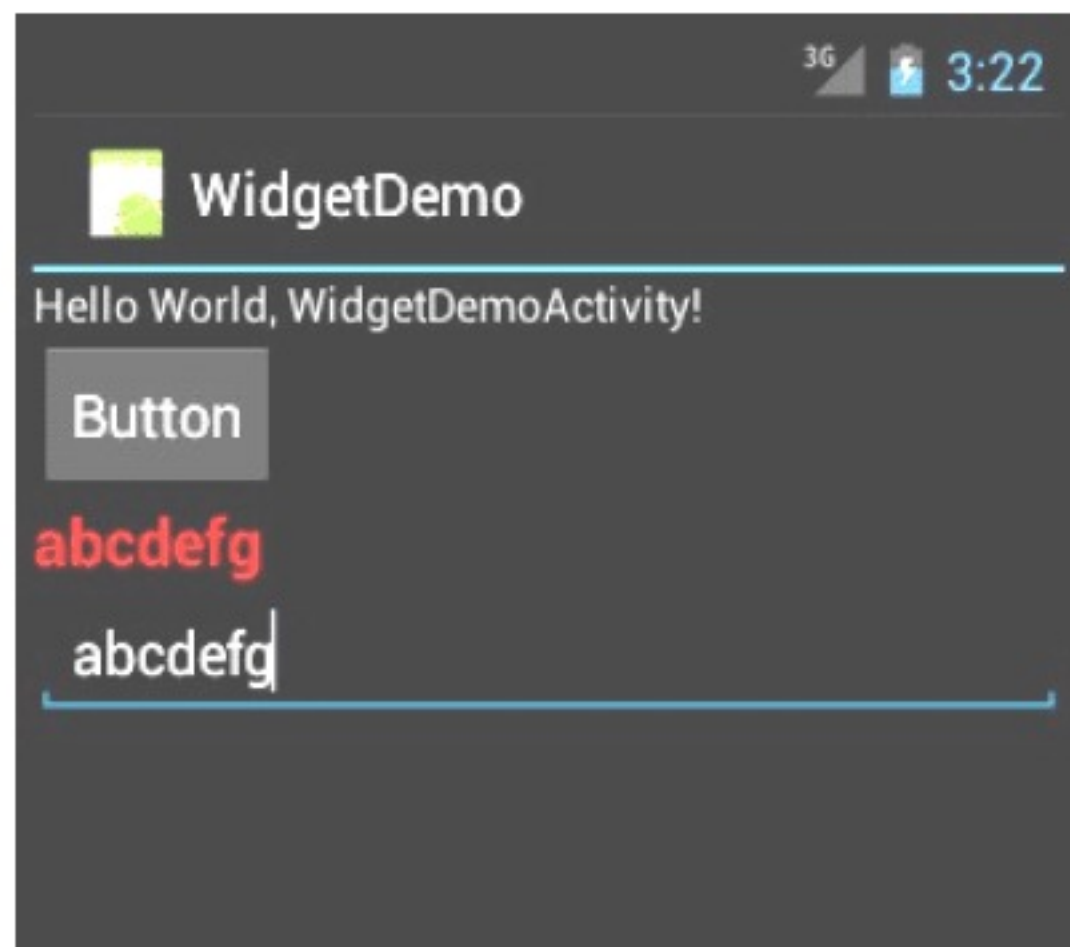 3G 3:22
WidgetDemo
Hello World, WidgetDemoActivity!
Button
abcdefg
abcdefg